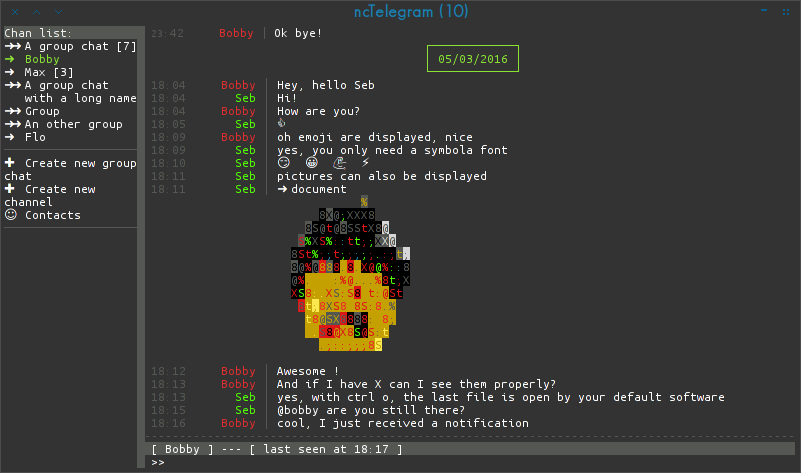 ncTelegram (10)
Chan list:
→→ A group chat [7]
→ Bobby
→ Max [3]
→→ A group chat
with a long name
→→ Group
→→ An other group
→ Flo
✚ Create new group
chat
✚ Create new
channel
☺ Contacts
23:42 Bobby | Ok bye!
05/03/2016
18:04 Bobby | Hey, hello Seb
18:04 Seb | Hi!
18:04 Bobby | How are you?
18:05 Seb | 👍
18:09 Bobby | oh emoji are displayed, nice
18:09 Seb | yes, you only need a symbola font
18:10 Seb | 😏 😀 💪 ⚡
18:11 Seb | pictures can also be displayed
18:11 Seb | ➜ document
18:12 Bobby | Awesome !
18:13 Bobby | And if I have X can I see them properly?
18:13 Seb | yes, with ctrl o, the last file is open by your default software
18:15 Seb | @bobby are you still there?
18:16 Bobby | cool, I just received a notification
[ Bobby ] --- [ last seen at 18:17 ]
>>